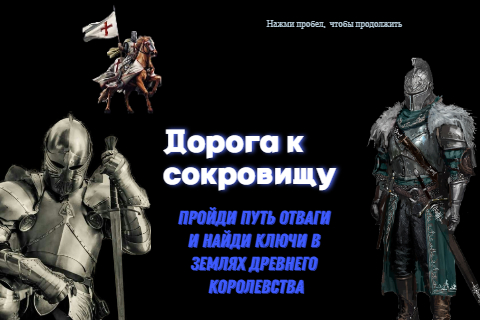 Нажми пробел, чтобы продолжить
Дорога к
сокровищу
ПРОЙДИ ПУТЬ ОТВАГИ
И НАЙДИ КЛЮЧИ В
ЗЕМЛЯХ ДРЕВНЕГО
КОРОЛЕВСТВА